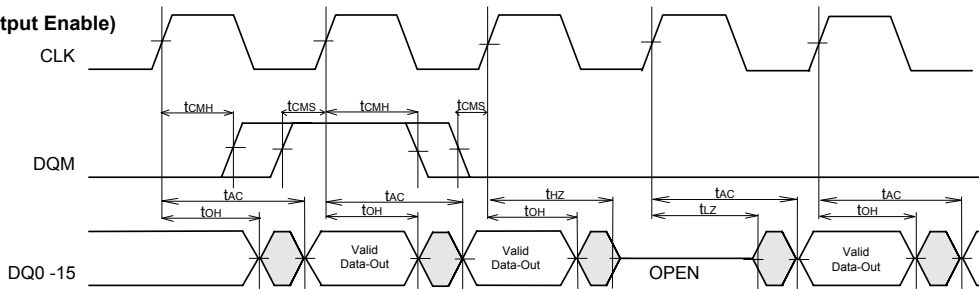 tput Enable)
CLK
tCMH tCMS tCMH tCMS
DQM
tAC tAC tHZ tAC tAC
tOH tOH tOH tLZ tOH
Valid Data-Out
Valid Data-Out
Valid Data-Out
OPEN
DQ0 -15